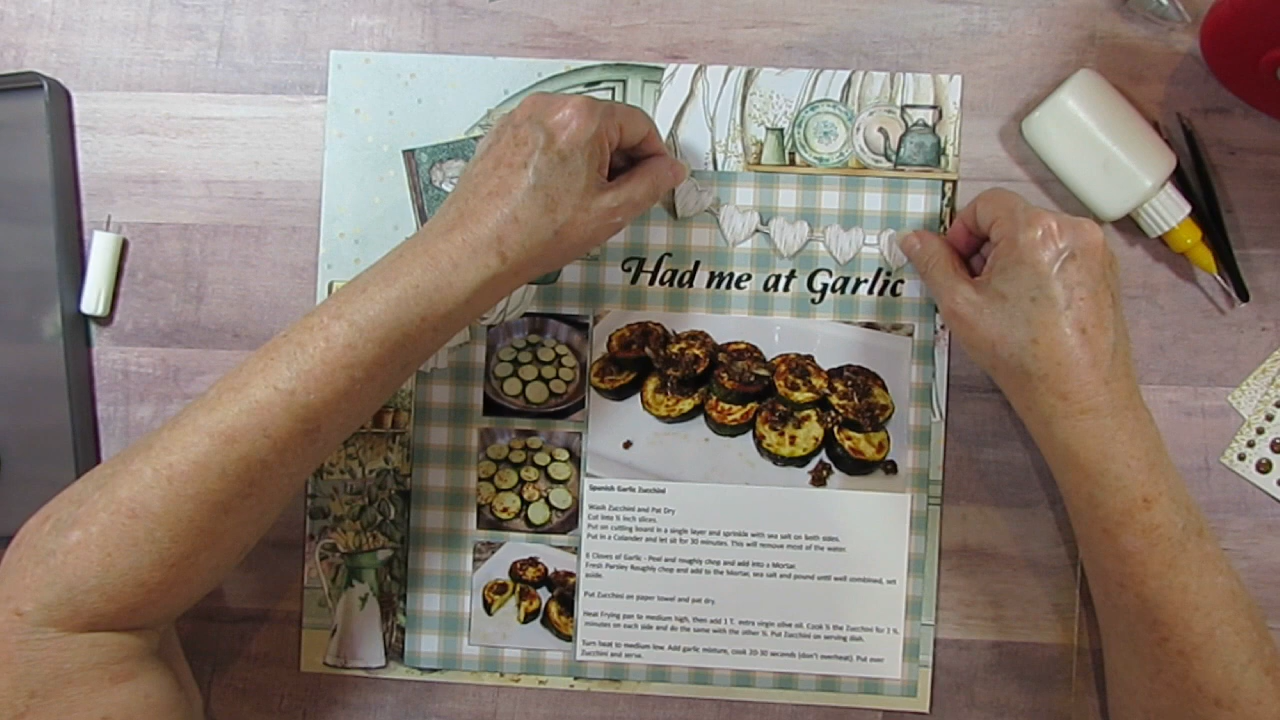 Had me at Garlic
Spanish Garlic Zucchini
Wash Zucchini and Pat Dry
Cut into ½ inch slices.
Put on cutting board in a single layer and sprinkle with sea salt on both sides.
Put in a Colander and let sit for 30 minutes. This will remove most of the water.
6 Cloves of Garlic - Peel and roughly chop and add into a Mortar.
Fresh Parsley Roughly chop and add to the Mortar, sea salt and pound until well combined, set
aside.
Put Zucchini on paper towel and pat dry.
Heat Frying pan to medium high, then add 1 T. extra virgin olive oil. Cook ½ the Zucchini for 2 ½
minutes on each side and do the same with the other ½. Put Zucchini on serving dish.
Turn heat to medium low. Add garlic mixture, cook 20-30 seconds (don't overheat). Put over
Zucchini and serve.